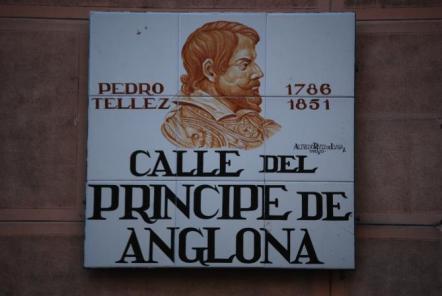 PEDRO 1786
TELLEZ 1851
CALLE DEL
PRINCIPE DE
ANGLONA